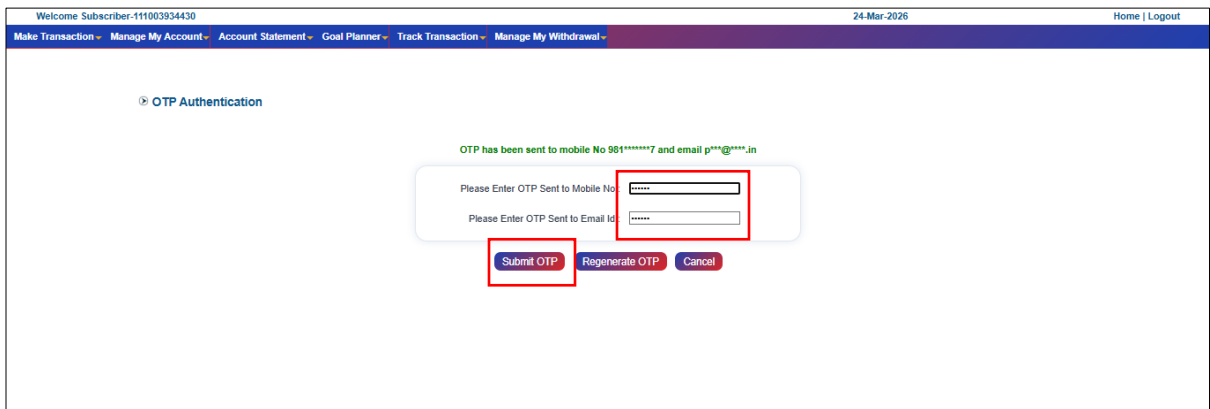 Welcome Subscriber-111003934430 24-Mar-2026 Home | Logout
Make Transaction Manage My Account Account Statement Goal Planner Track Transaction Manage My Withdrawal
OTP Authentication
OTP has been sent to mobile No 981*******7 and email p***@****.in
Please Enter OTP Sent to Mobile No :
Please Enter OTP Sent to Email Id :
Submit OTP Regenerate OTP Cancel